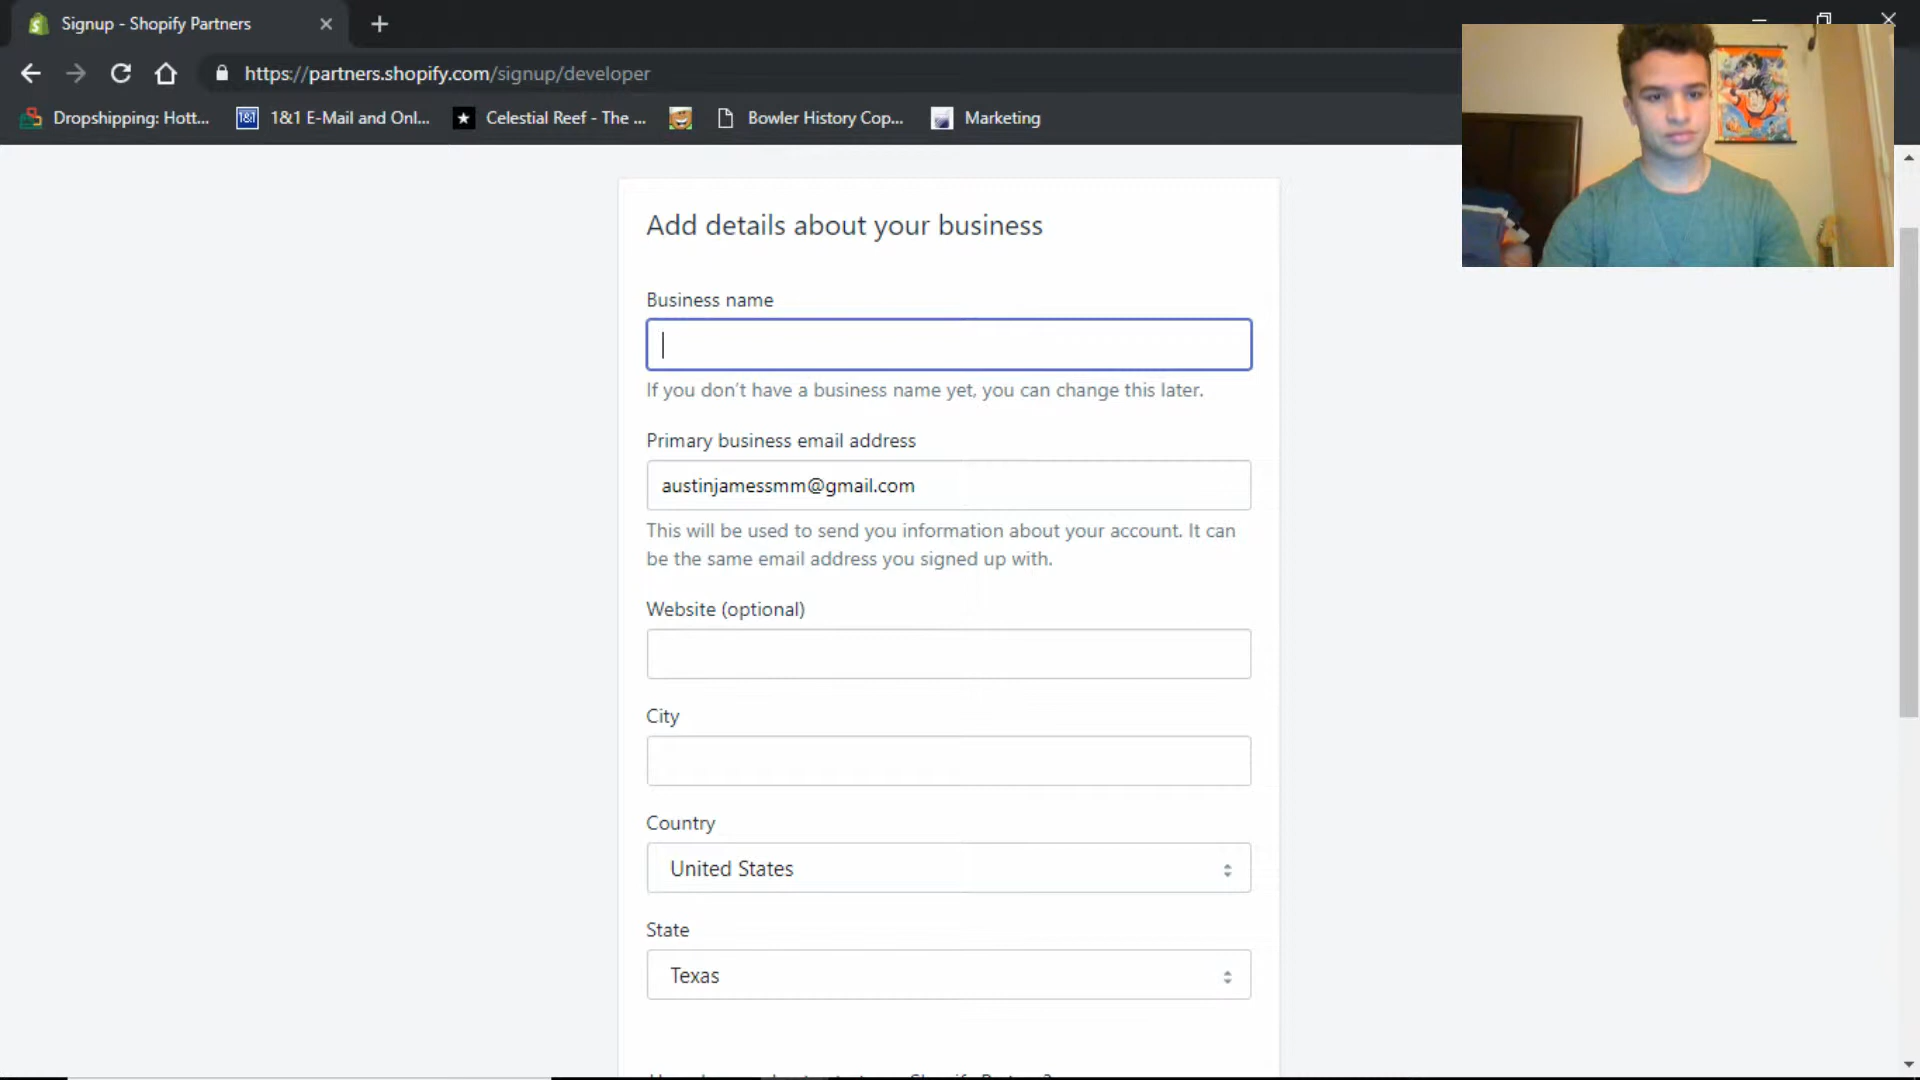 Signup - Shopify Partners
https://partners.shopify.com/signup/developer
Dropshipping: Hott...
1&1 E-Mail and Onl...
Celestial Reef - The ...
Bowler History Cop...
Marketing
Add details about your business
Business name
If you don't have a business name yet, you can change this later.
Primary business email address
austinjamessmm@gmail.com
This will be used to send you information about your account. It can
be the same email address you signed up with.
Website (optional)
City
Country
United States
State
Texas